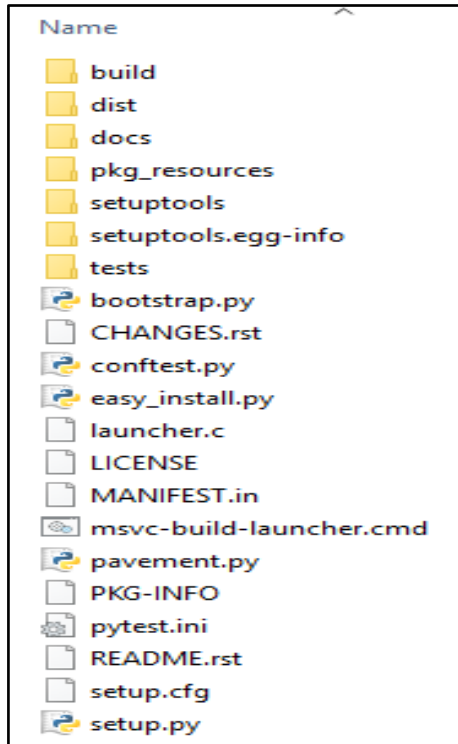 Name
build
dist
docs
pkg_resources
setuptools
setuptools.egg-info
tests
bootstrap.py
CHANGES.rst
conftest.py
easy_install.py
launcher.c
LICENSE
MANIFEST.in
msvc-build-launcher.cmd
pavement.py
PKG-INFO
pytest.ini
README.rst
setup.cfg
setup.py